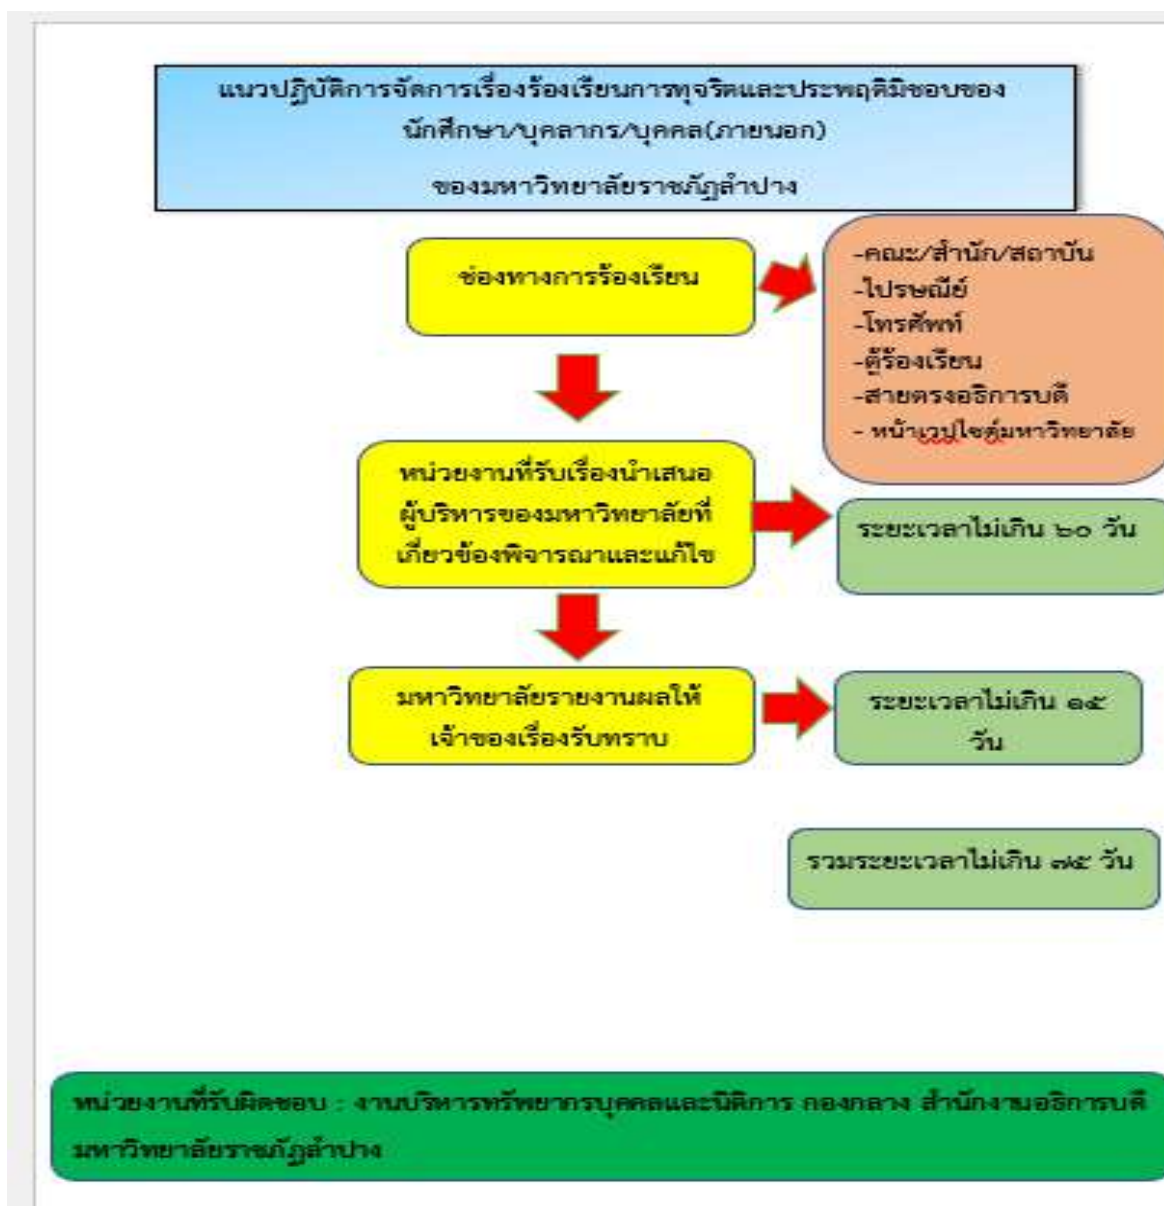 แนวปฏิบัติการจัดการเรื่องร้องเรียนการทุจริตและประพฤติมิชอบของ
นักศึกษา/บุคลากร/บุคคล(ภายนอก)
ของมหาวิทยาลัยราชภัฏลำปาง
ช่องทางการร้องเรียน
-คณะ/สำนัก/สถาบัน
-ไปรษณีย์
-โทรศัพท์
-ตู้ร้องเรียน
-สายตรงอธิการบดี
- หน้าเวปไซต์มหาวิทยาลัย
หน่วยงานที่รับเรื่องนำเสนอ
ผู้บริหารของมหาวิทยาลัยที่
เกี่ยวข้องพิจารณาและแก้ไข
ระยะเวลาไม่เกิน ๖๐ วัน
มหาวิทยาลัยรายงานผลให้
เจ้าของเรื่องรับทราบ
ระยะเวลาไม่เกิน ๑๕
วัน
รวมระยะเวลาไม่เกิน ๗๕ วัน
หน่วยงานที่รับผิดชอบ : งานบริหารทรัพยากรบุคคลและนิติการ กองกลาง สำนักงานอธิการบดี
มหาวิทยาลัยราชภัฏลำปาง